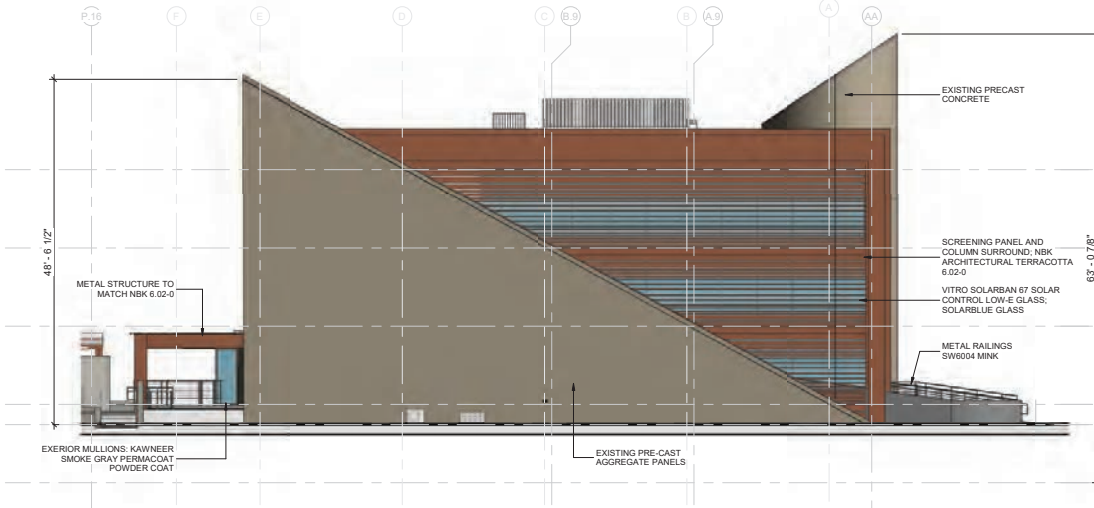 P.16
F
E
D
C
B.9
B
A.9
A
AA
EXISTING PRECAST
CONCRETE
48' - 6 1/2"
63' - 0 7/8"
SCREENING PANEL AND
COLUMN SURROUND; NBK
ARCHITECTURAL TERRACOTTA
6.02-0
METAL STRUCTURE TO
MATCH NBK 6.02-0
VITRO SOLARBAN 67 SOLAR
CONTROL LOW-E GLASS;
SOLARBLUE GLASS
METAL RAILINGS
SW6004 MINK
EXERIOR MULLIONS: KAWNEER
SMOKE GRAY PERMACOAT
POWDER COAT
EXISTING PRE-CAST
AGGREGATE PANELS